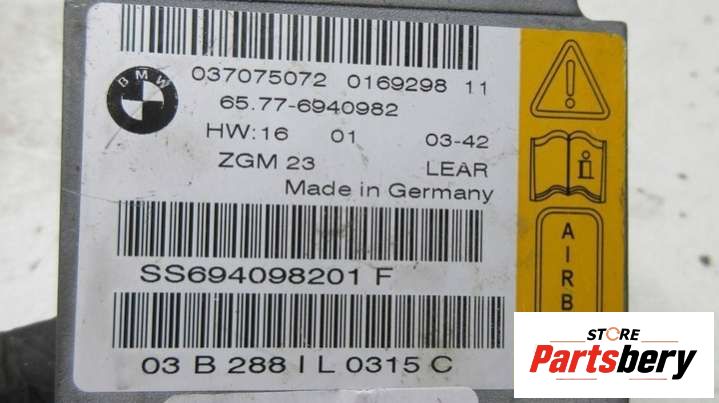 BMW
037075072 0169298 11
65.77-6940982
HW:16 01 03-42
ZGM 23 LEAR
Made in Germany
SS694098201 F
03 B 288 I L 0315 C
i
AIRB
STORE
Partsbery